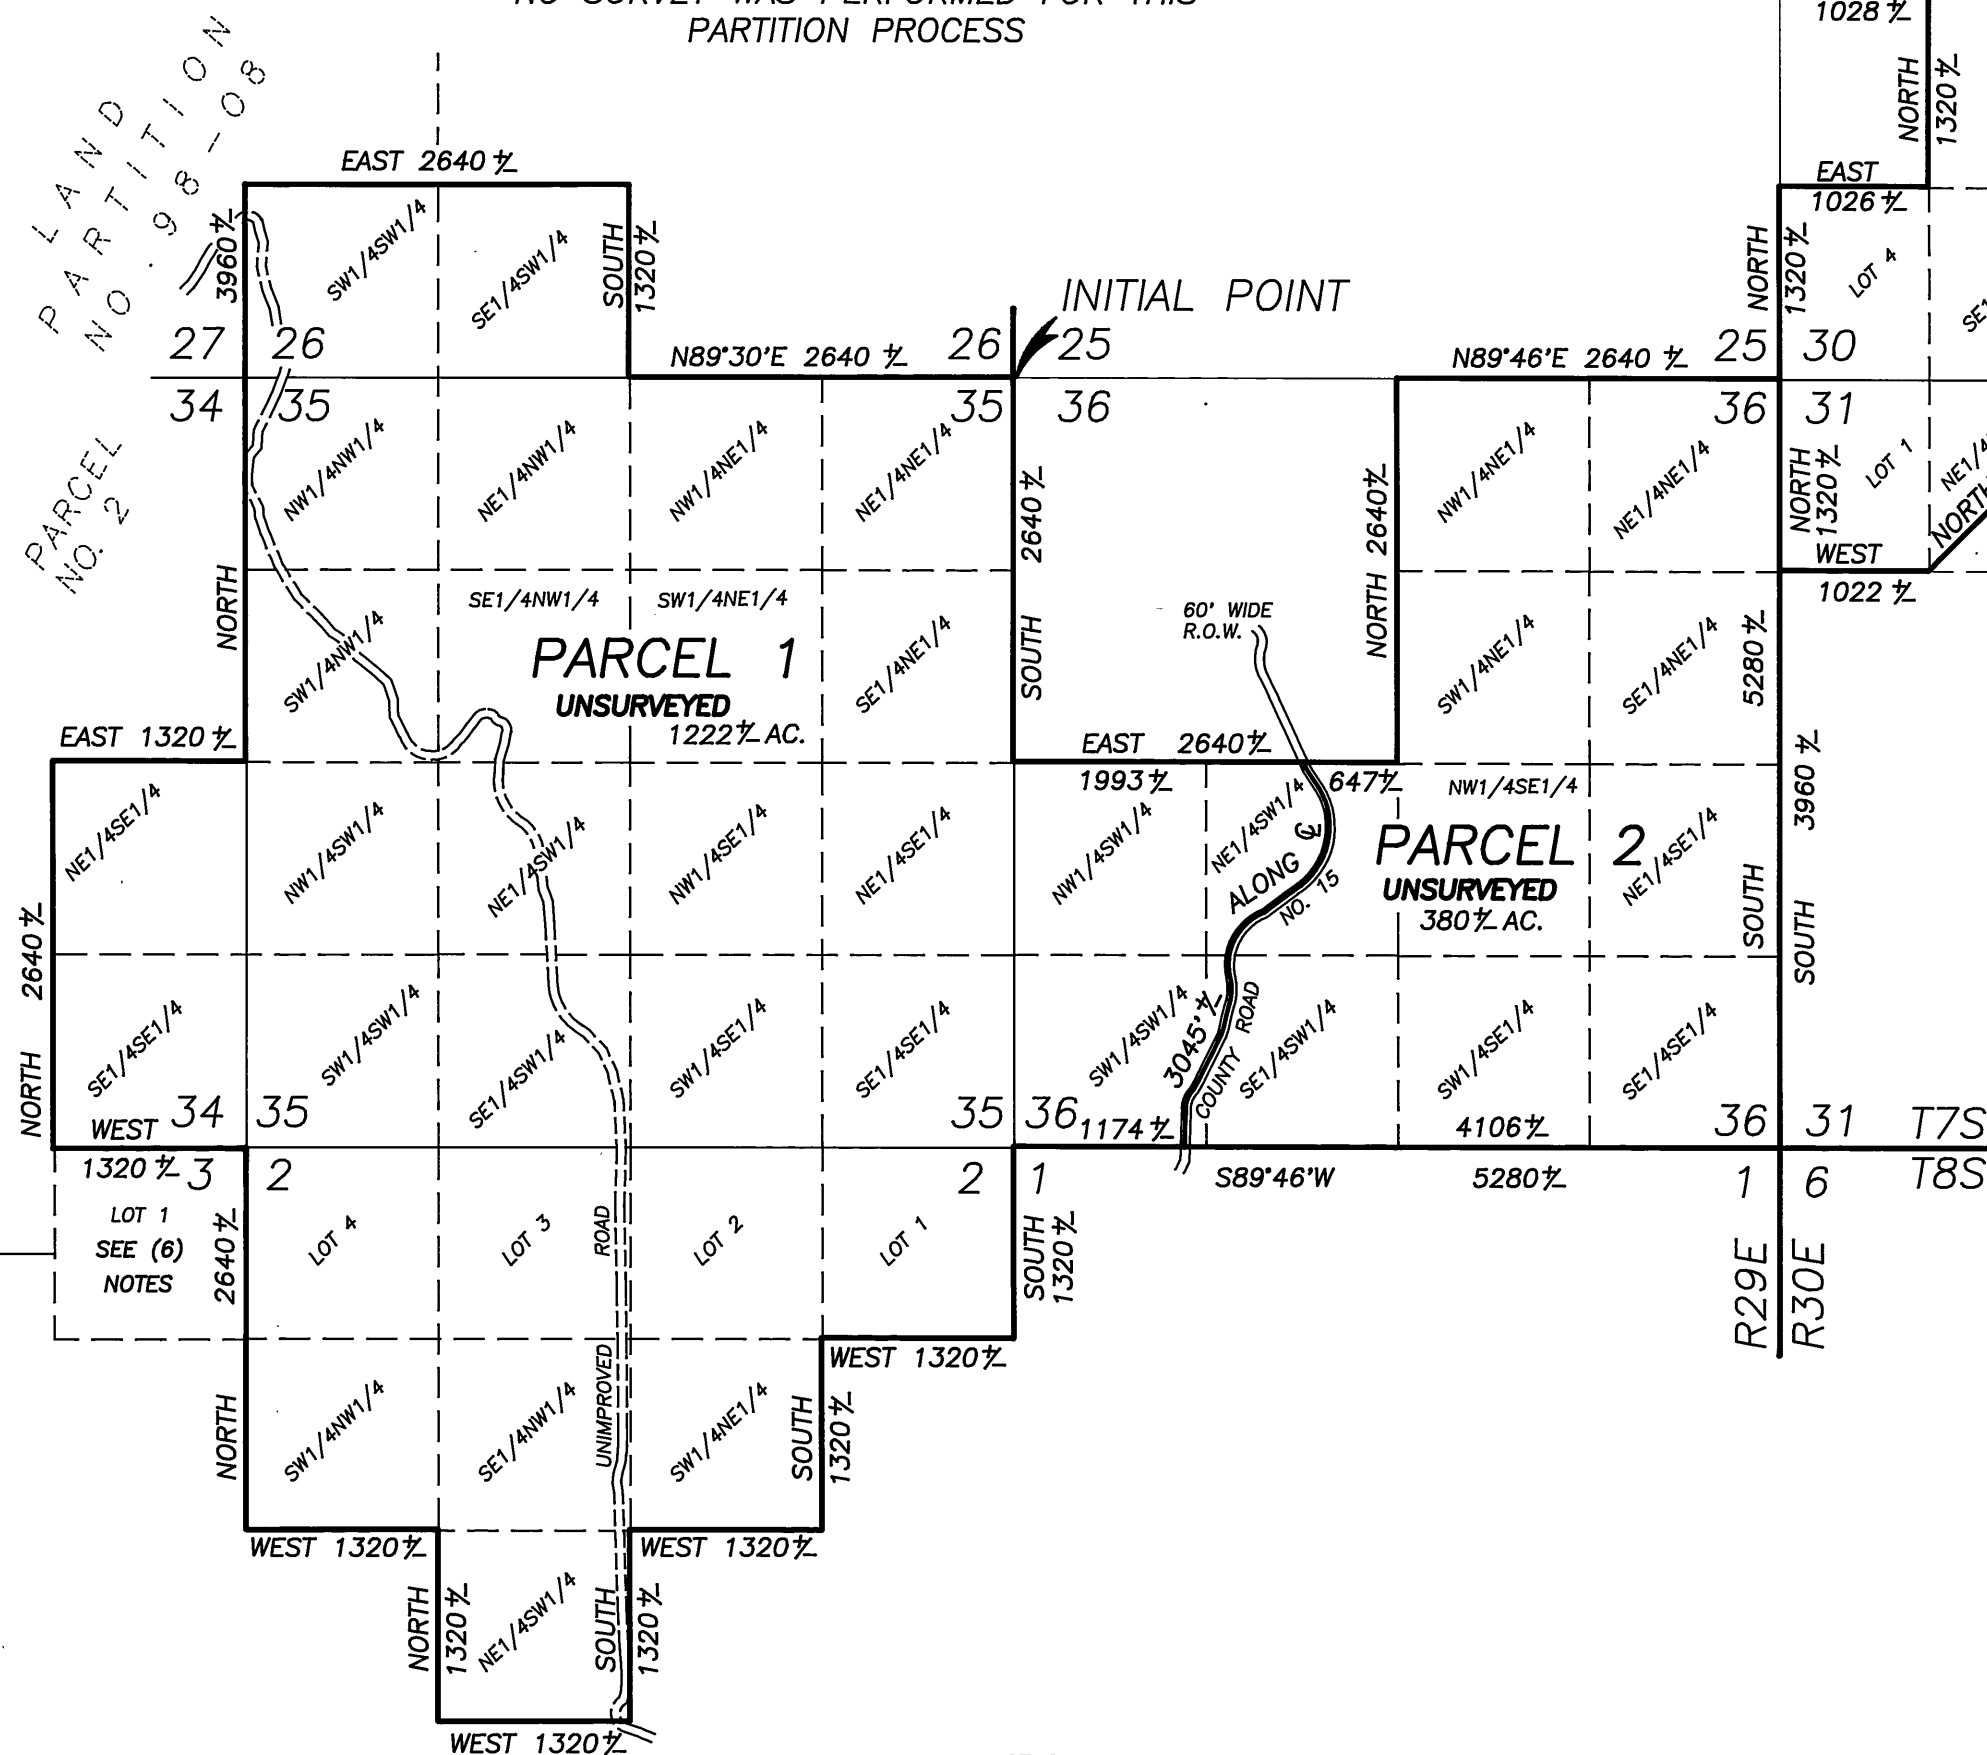 PARTITION PROCESS
1028 +/-
NORTH
1320 +/-
LAND
PARTITION
NO. 98-08
EAST 2640 +/-
EAST
1026 +/-
3960 +/-
SW1/4SW1/4
SE1/4SW1/4
SOUTH
1320 +/-
INITIAL POINT
NORTH
1320 +/-
LOT 4
27
26
N89°30'E 2640 +/-
26
25
N89°46'E 2640 +/-
25
30
34
35
35
36
36
31
PARCEL
NO. 2
NW1/4NW1/4
NE1/4NW1/4
NW1/4NE1/4
NE1/4NE1/4
2640 +/-
SOUTH
NORTH 2640 +/-
NW1/4NE1/4
NE1/4NE1/4
NORTH
1320 +/-
LOT 1
NORTH
WEST
1022 +/-
NORTH
SW1/4NW1/4
SE1/4NW1/4
SW1/4NE1/4
SE1/4NE1/4
PARCEL 1
UNSURVEYED
1222 +/- AC.
60' WIDE
R.O.W.
SW1/4NE1/4
SE1/4NE1/4
5280 +/-
SOUTH
3960 +/-
SOUTH
EAST 1320 +/-
EAST 2640 +/-
1993 +/-
647 +/-
NE1/4SE1/4
NW1/4SW1/4
NE1/4SW1/4
NW1/4SE1/4
NE1/4SE1/4
NW1/4SW1/4
NE1/4SW1/4
NW1/4SE1/4
NE1/4SE1/4
PARCEL 2
UNSURVEYED
380 +/- AC.
ALONG ℄
3045' +/-
COUNTY ROAD
NO. 15
NORTH 2640 +/-
SE1/4SE1/4
SW1/4SW1/4
SE1/4SW1/4
SW1/4SE1/4
SE1/4SE1/4
SW1/4SW1/4
SE1/4SW1/4
SW1/4SE1/4
SE1/4SE1/4
WEST
1320 +/-
34
35
35
36
1174 +/-
4106 +/-
36
31
T7S
3
2
2
1
S89°46'W
5280 +/-
1
6
T8S
LOT 1
SEE (6)
NOTES
2640 +/-
NORTH
LOT 4
LOT 3
LOT 2
LOT 1
UNIMPROVED ROAD
SOUTH
1320 +/-
R29E
R30E
WEST 1320 +/-
SW1/4NW1/4
SE1/4NW1/4
SW1/4NE1/4
SOUTH
1320 +/-
WEST 1320 +/-
WEST 1320 +/-
NORTH
1320 +/-
NE1/4SW1/4
SOUTH
1320 +/-
WEST 1320 +/-